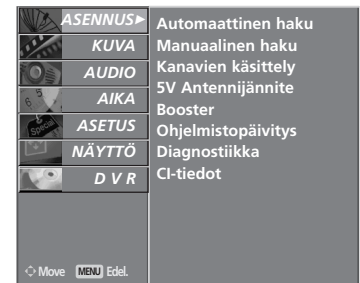 ASENNUS▶
KUVA
AUDIO
AIKA
ASETUS
NÄYTTÖ
D V R
Automaattinen haku
Manuaalinen haku
Kanavien käsittely
5V Antennijännite
Booster
Ohjelmistopäivitys
Diagnostiikka
CI-tiedot
Move MENU Edel.